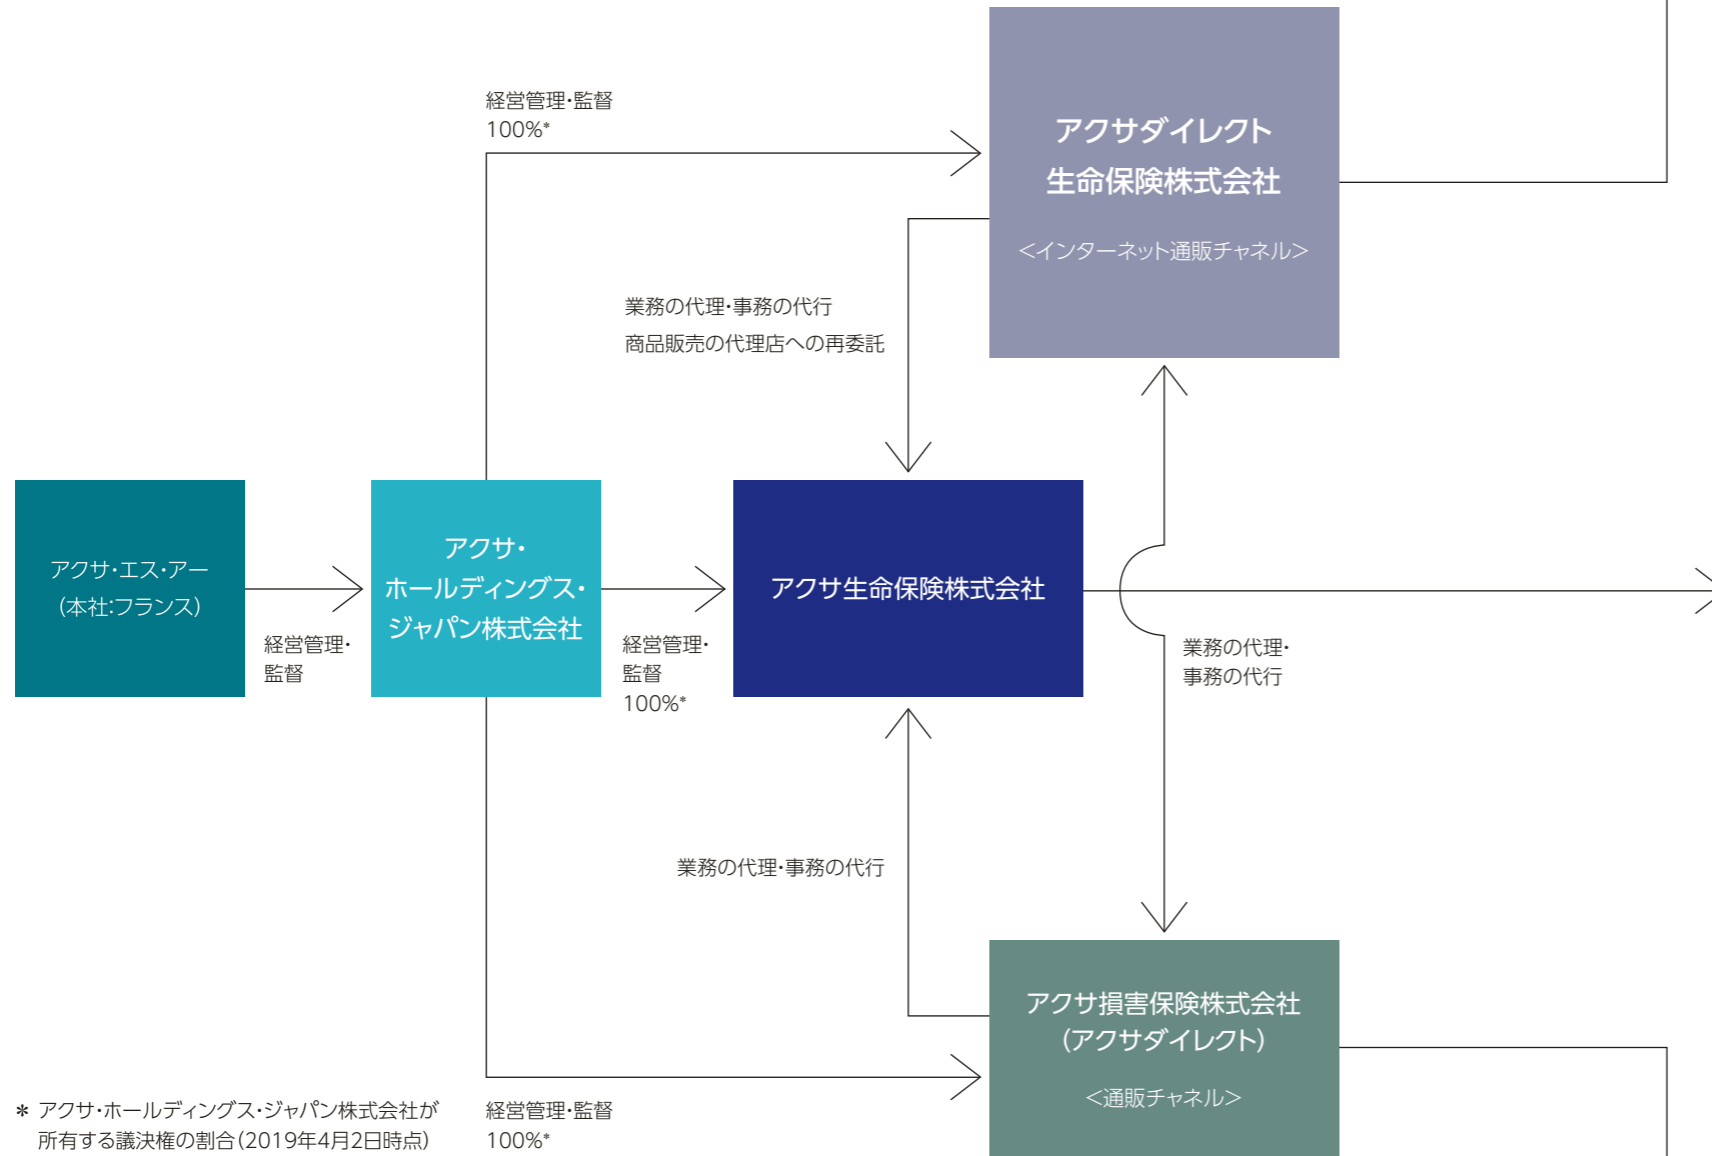 経営管理・監督
100%*
アクサダイレクト
生命保険株式会社
<インターネット通販チャネル>
業務の代理・事務の代行
商品販売の代理店への再委託
アクサ・エス・アー
(本社:フランス)
経営管理・
監督
アクサ・
ホールディングス・
ジャパン株式会社
経営管理・
監督
100%*
アクサ生命保険株式会社
業務の代理・
事務の代行
業務の代理・事務の代行
アクサ損害保険株式会社
(アクサダイレクト)
<通販チャネル>
経営管理・監督
100%*
* アクサ・ホールディングス・ジャパン株式会社が
所有する議決権の割合(2019年4月2日時点)